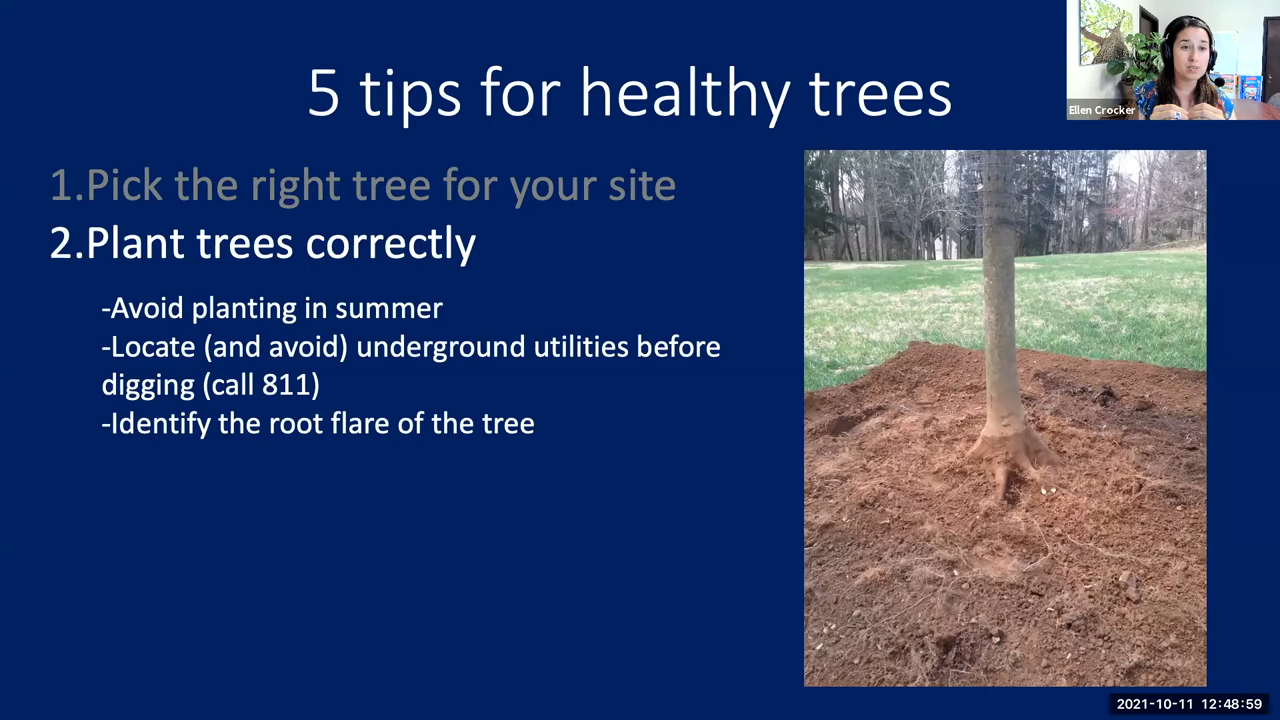 5 tips for healthy trees
Ellen Crocker
1.Pick the right tree for your site
2.Plant trees correctly
-Avoid planting in summer
-Locate (and avoid) underground utilities before
digging (call 811)
-Identify the root flare of the tree
2021-10-11 12:48:59